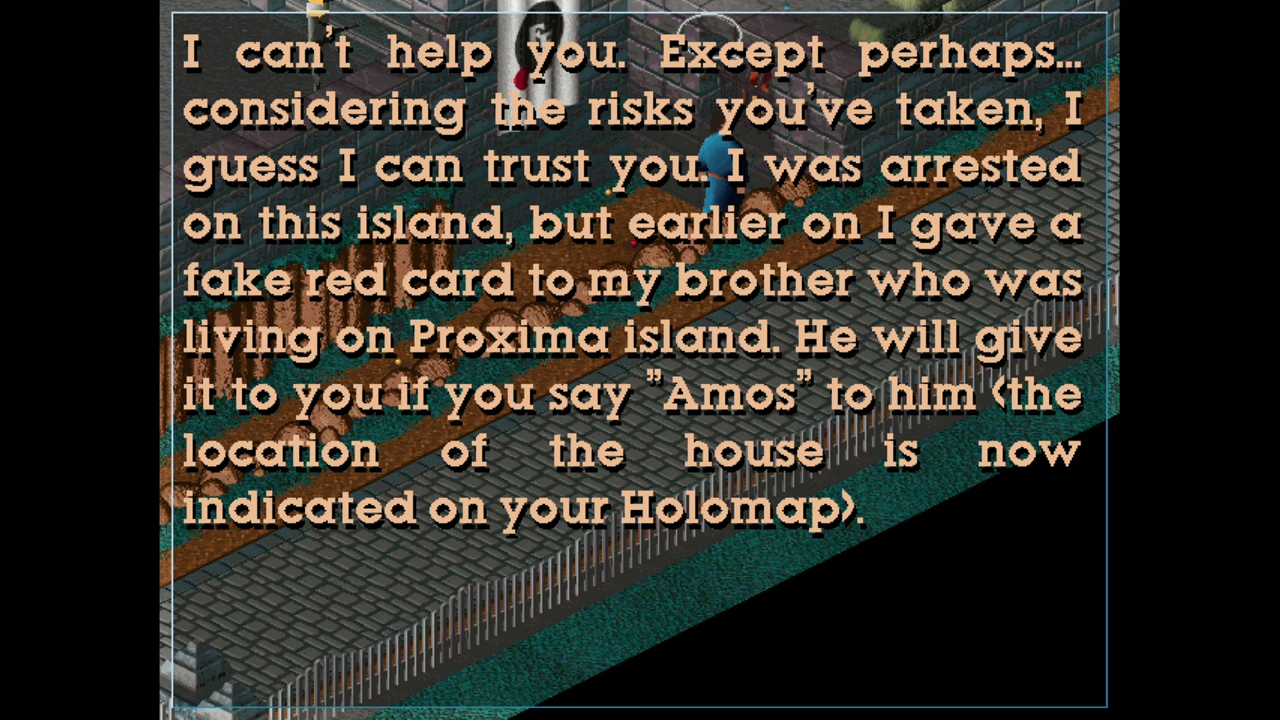 I can't help you. Except perhaps...
considering the risks you've taken, I
guess I can trust you. I was arrested
on this island, but earlier on I gave a
fake red card to my brother who was
living on Proxima island. He will give
it to you if you say "Amos" to him (the
location of the house is now
indicated on your Holomap).